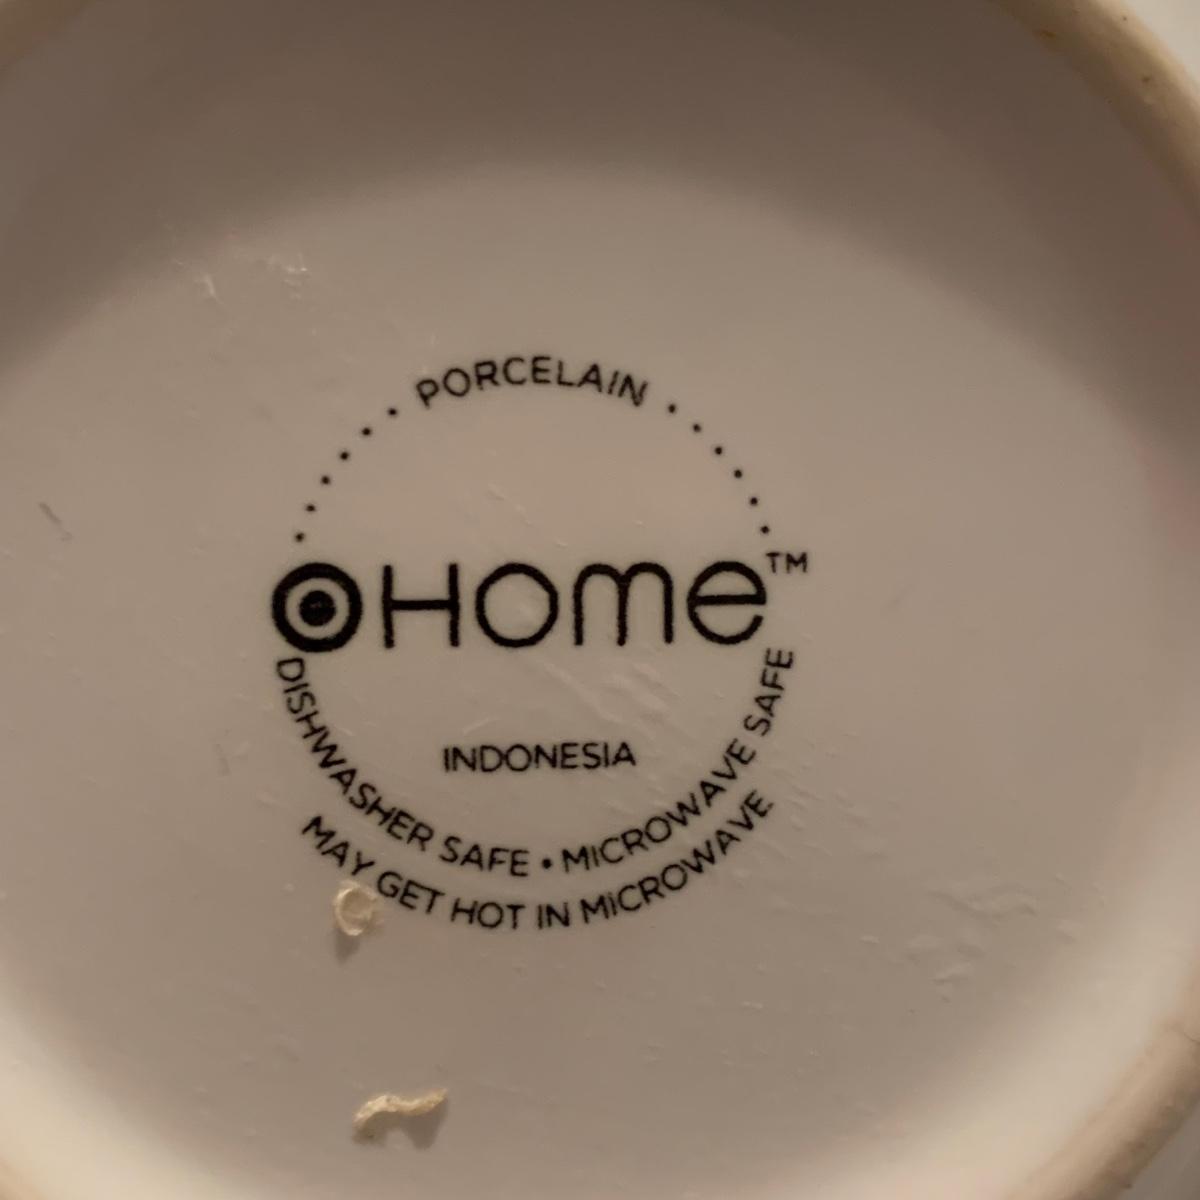 PORCELAIN
HOme™
INDONESIA
DISHWASHER SAFE • MICROWAVE SAFE
MAY GET HOT IN MICROWAVE